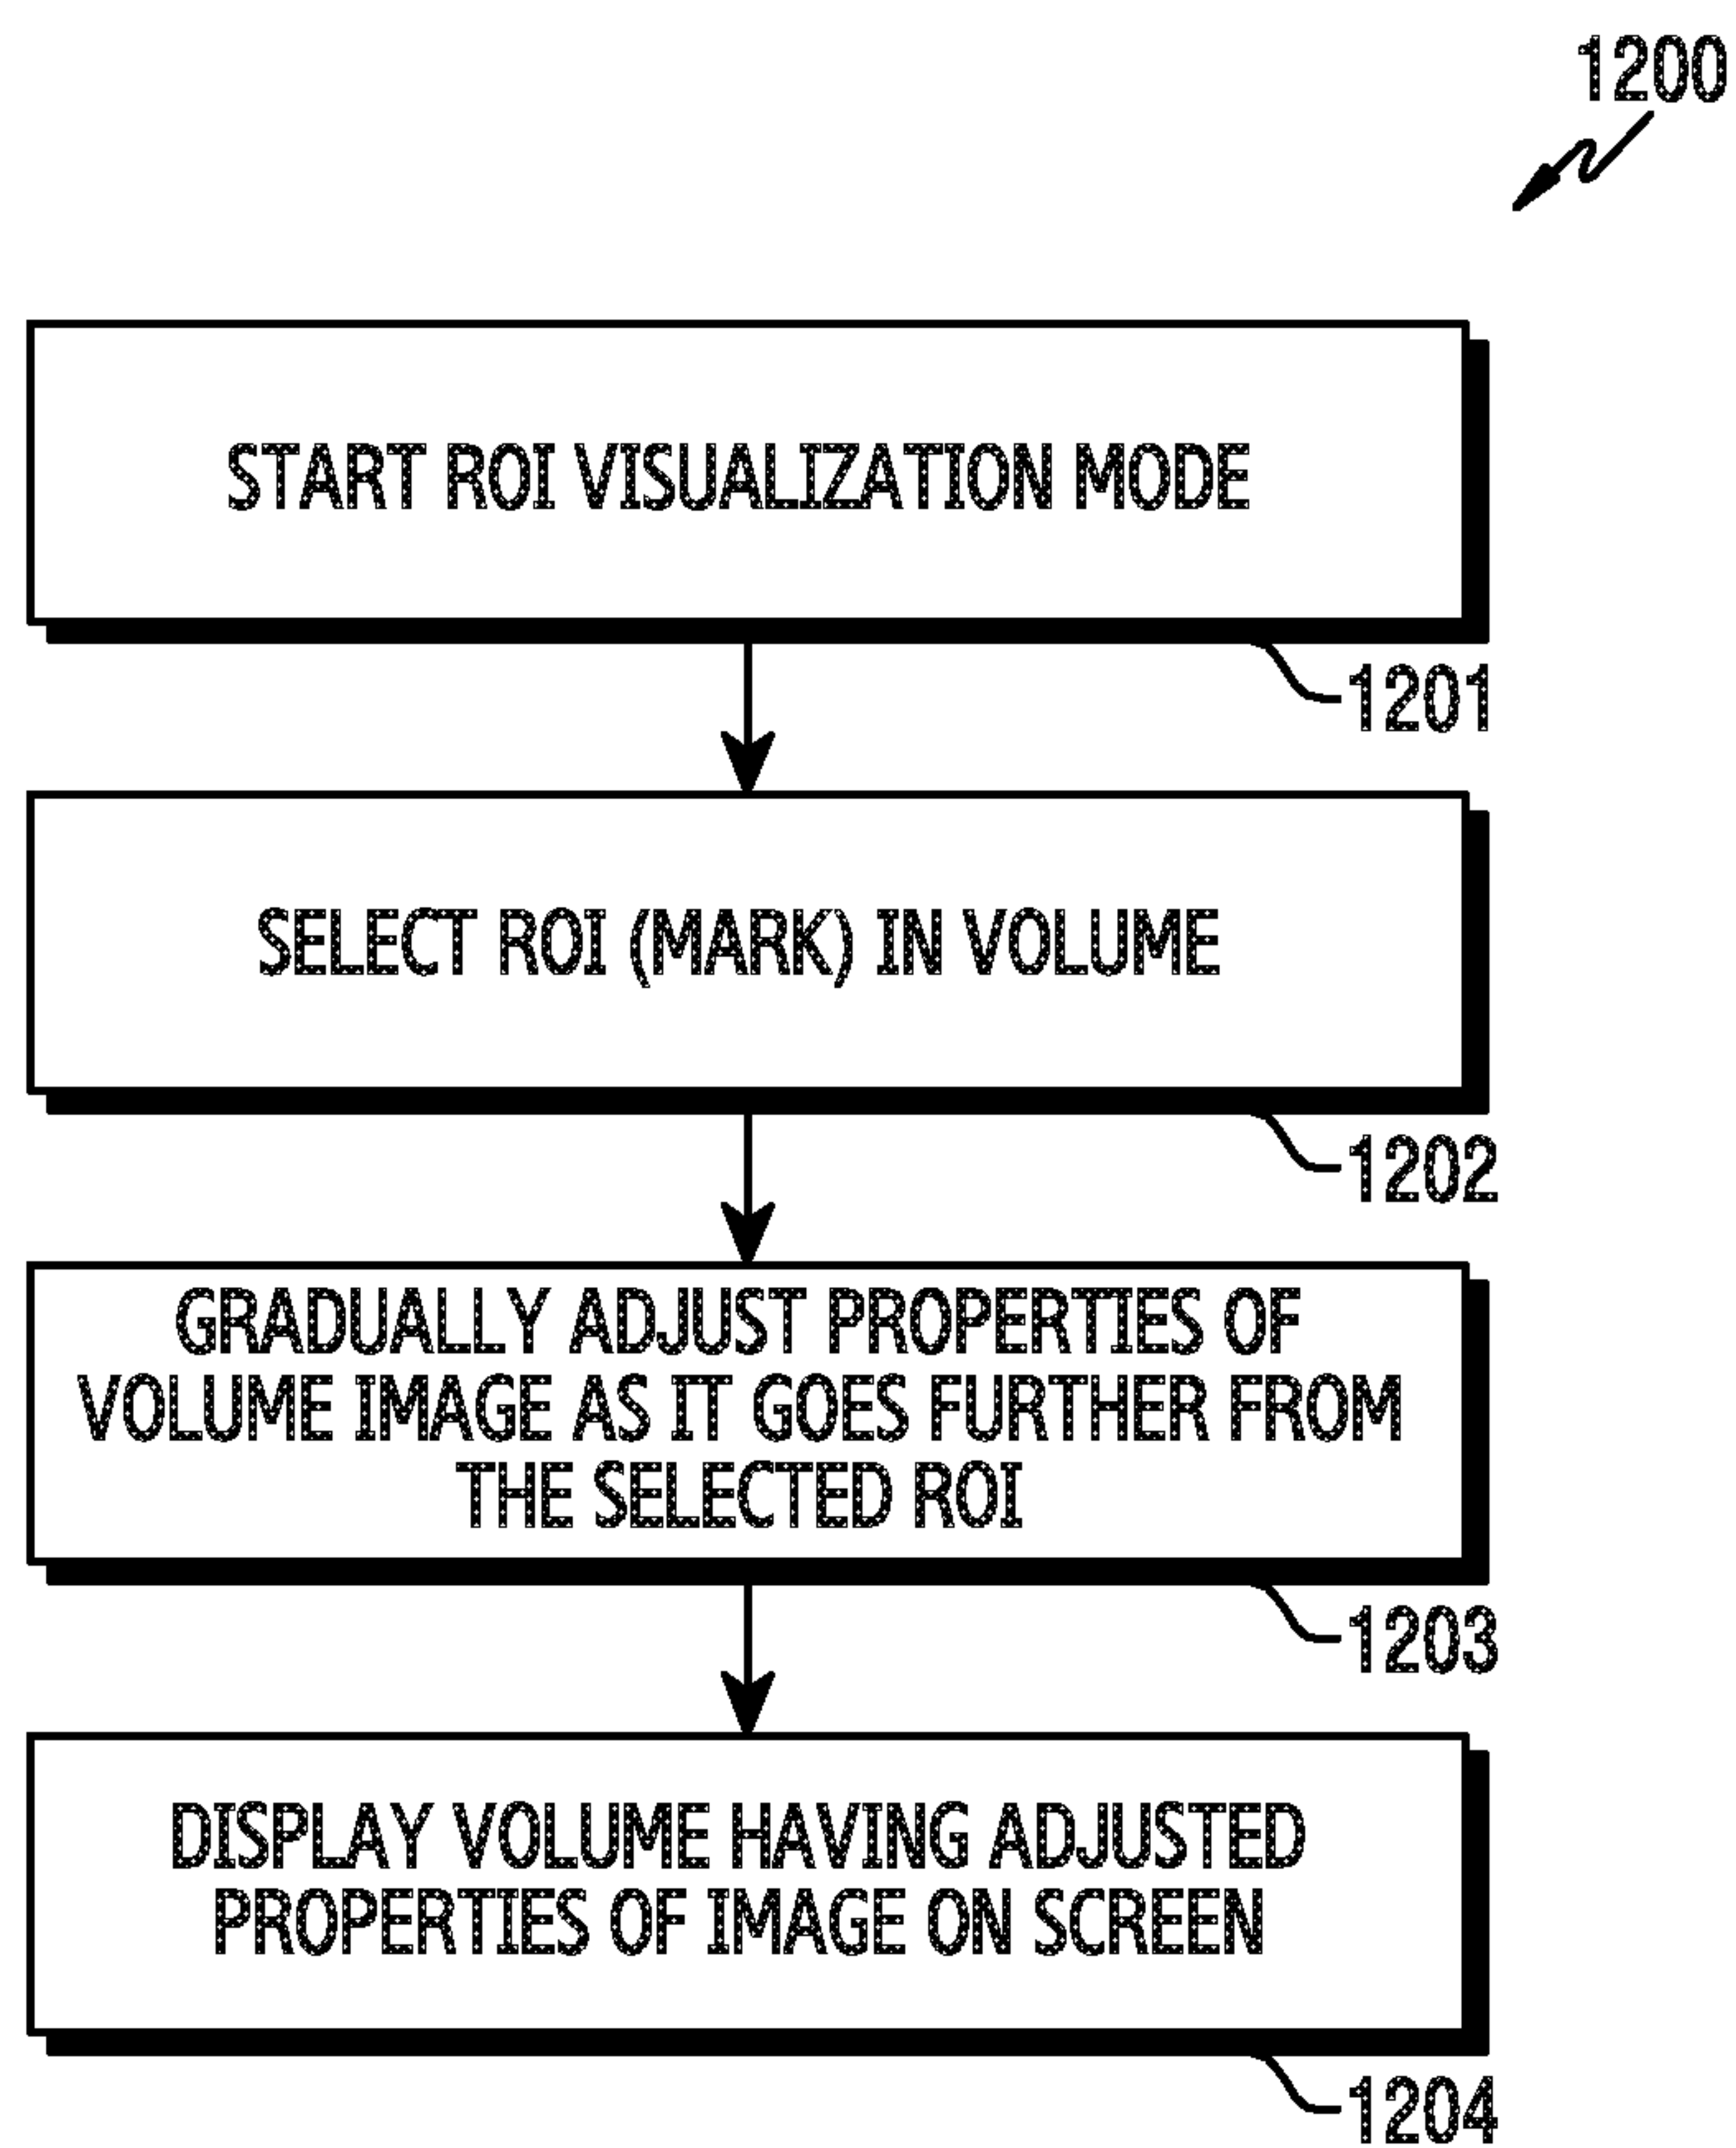 1200
START ROI VISUALIZATION MODE
1201
SELECT ROI (MARK) IN VOLUME
1202
GRADUALLY ADJUST PROPERTIES OF
VOLUME IMAGE AS IT GOES FURTHER FROM
THE SELECTED ROI
1203
DISPLAY VOLUME HAVING ADJUSTED
PROPERTIES OF IMAGE ON SCREEN
1204